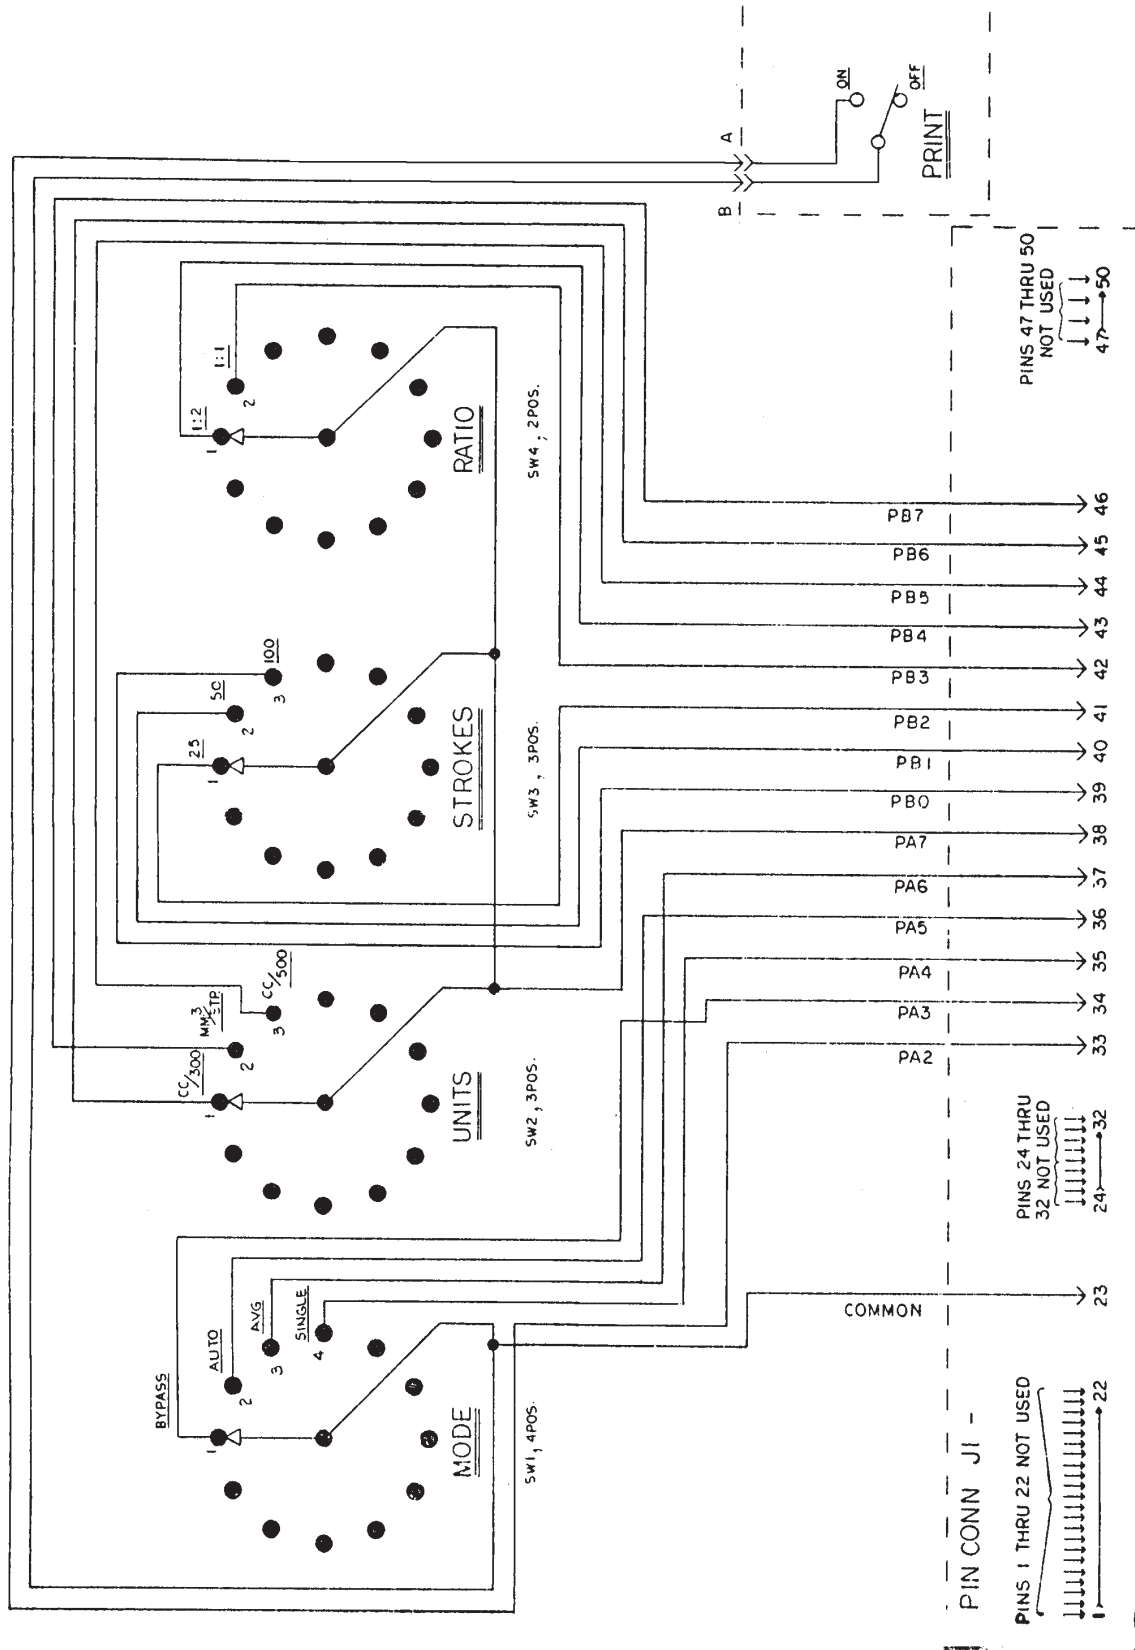 BYPASS
1
AUTO
2
AVG
3
SINGLE
4
MODE
SW1, 4POS.
CC/300
1
2
CC/500
3
UNITS
SW2, 3POS.
25
1
50
2
100
3
STROKES
SW3, 3POS.
1:2
1
1:1
2
RATIO
SW4, 2POS.
B
A
ON
OFF
PRINT
COMMON
PA2
PA3
PA4
PA5
PA6
PA7
PB0
PB1
PB2
PB3
PB4
PB5
PB6
PB7
PIN CONN J1 -
PINS 1 THRU 22 NOT USED
1
22
23
PINS 24 THRU
32 NOT USED
24
32
33
34
35
36
37
38
39
40
41
42
43
44
45
46
PINS 47 THRU 50
NOT USED
47
50